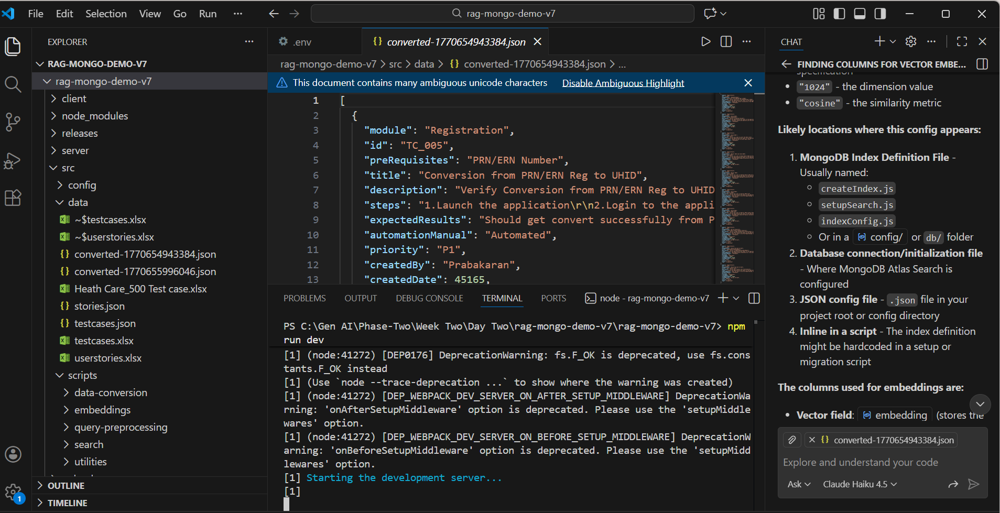 File Edit Selection View Go Run ···
rag-mongo-demo-v7
EXPLORER ···
RAG-MONGO-DEMO-V7
rag-mongo-demo-v7
client
node_modules
releases
server
src
config
data
~$testcases.xlsx
~$userstories.xlsx
{} converted-1770654943384.json
{} converted-1770655996046.json
Heath Care_500 Test case.xlsx
{} stories.json
{} testcases.json
testcases.xlsx
userstories.xlsx
scripts
data-conversion
embeddings
query-preprocessing
search
utilities
OUTLINE
TIMELINE
1
.env
{} converted-1770654943384.json
rag-mongo-demo-v7 > src > data > {} converted-1770654943384.json > ...
This document contains many ambiguous unicode characters Disable Ambiguous Highlight
1 [
2 {
3 "module": "Registration",
4 "id": "TC_005",
5 "preRequisites": "PRN/ERN Number",
6 "title": "Conversion from PRN/ERN Reg to UHID",
7 "description": "Verify Conversion from PRN/ERN Reg to UHID
8 "steps": "1.Launch the application\r\n2.Login to the appli
9 "expectedResults": "Should get convert successfully from P
10 "automationManual": "Automated",
11 "priority": "P1",
12 "createdBy": "Prabakaran",
13 "createdDate": 45165,
PROBLEMS OUTPUT DEBUG CONSOLE TERMINAL PORTS node - rag-mongo-demo-v7
PS C:\Gen AI\Phase-Two\Week Two\Day Two\rag-mongo-demo-v7\rag-mongo-demo-v7> npm
run dev
[1] (node:41272) [DEP0176] DeprecationWarning: fs.F_OK is deprecated, use fs.cons
tants.F_OK instead
[1] (Use `node --trace-deprecation ...` to show where the warning was created)
[1] (node:41272) [DEP_WEBPACK_DEV_SERVER_ON_AFTER_SETUP_MIDDLEWARE] DeprecationWa
rning: 'onAfterSetupMiddleware' option is deprecated. Please use the 'setupMiddle
wares' option.
[1] (node:41272) [DEP_WEBPACK_DEV_SERVER_ON_BEFORE_SETUP_MIDDLEWARE] DeprecationW
arning: 'onBeforeSetupMiddleware' option is deprecated. Please use the 'setupMidd
lewares' option.
[1] Starting the development server...
[1]
CHAT
FINDING COLUMNS FOR VECTOR EMBE...
specification
• "1024" - the dimension value
• "cosine" - the similarity metric
Likely locations where this config appears:
1. MongoDB Index Definition File -
Usually named:
createIndex.js
setupSearch.js
indexConfig.js
Or in a config/ or db/ folder
2. Database connection/initialization file
- Where MongoDB Atlas Search is
configured
3. JSON config file - .json file in your
project root or config directory
4. Inline in a script - The index definition
might be hardcoded in a setup or
migration script
The columns used for embeddings are:
• Vector field: embedding (stores the
{} converted-1770654943384.json
Explore and understand your code
Ask Claude Haiku 4.5